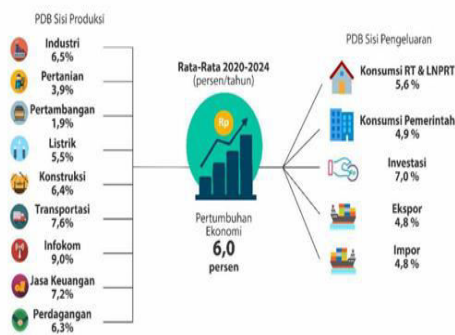 PDB Sisi Produksi
Industri
6,5%
Pertanian
3,9%
Pertambangan
1,9%
Listrik
5,5%
Konstruksi
6,4%
Transportasi
7,6%
Infokom
9,0%
Jasa Keuangan
7,2%
Perdagangan
6,3%
Rata-Rata 2020-2024
(persen/tahun)
Rp
Pertumbuhan
Ekonomi
6,0
persen
PDB Sisi Pengeluaran
Konsumsi RT & LNPRT
5,6 %
Konsumsi Pemerintah
4,9 %
Investasi
7,0 %
Ekspor
4,8 %
Impor
4,8 %